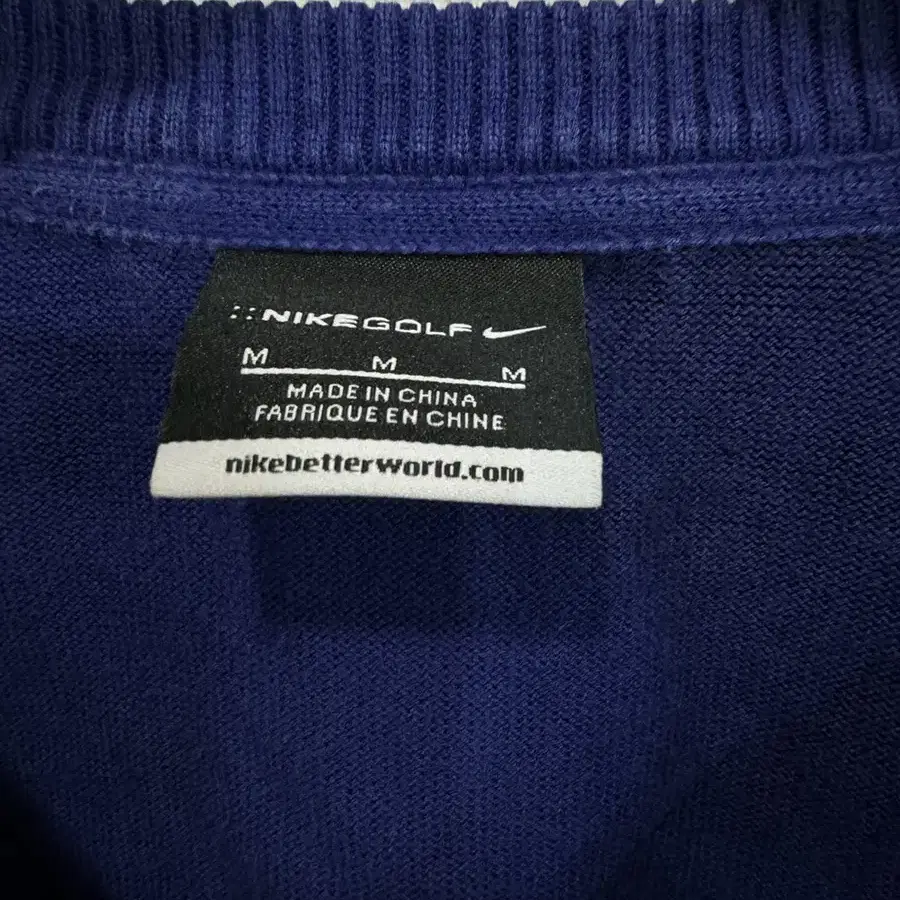 NIKEGOLF
M M M
MADE IN CHINA
FABRIQUE EN CHINE
nikebetterworld.com